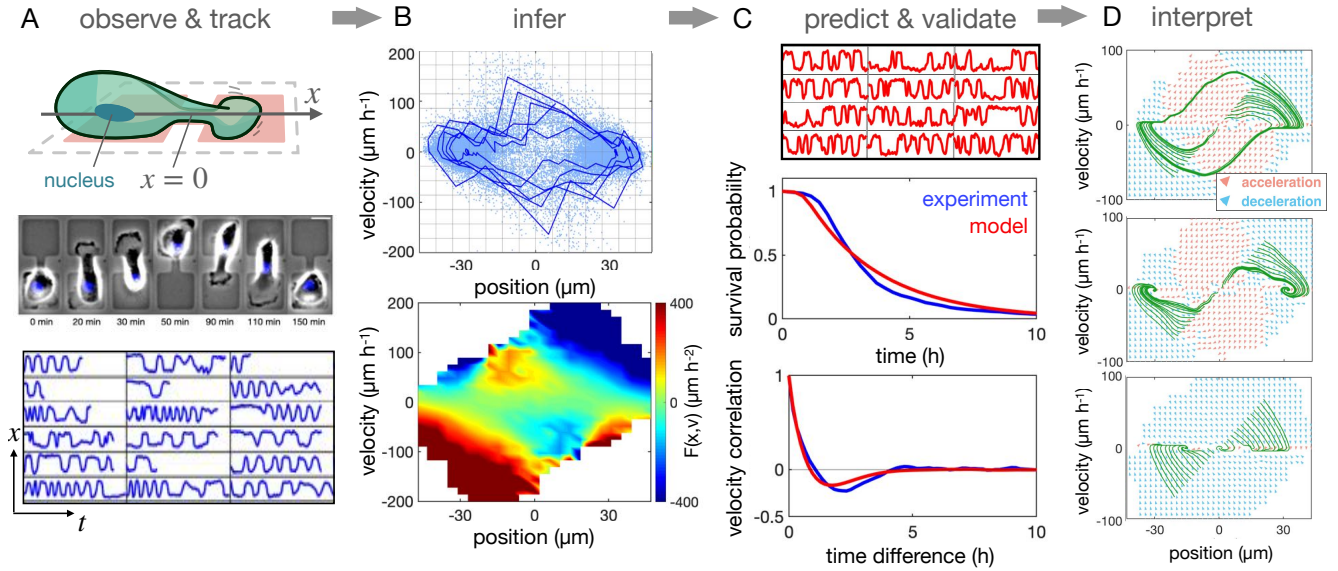 A observe & track
x
nucleus
x = 0
0 min 20 min 30 min 50 min 90 min 110 min 150 min
x
t
B infer
velocity (µm h⁻¹)
200
100
0
-100
-200
-30 0 30
position (µm)
velocity (µm h⁻¹)
200
100
0
-100
-200
-30 0 30
position (µm)
400
0
-400
F(x,v) (µm h⁻²)
C predict & validate
survival probability
1
0.5
0
experiment
model
0 5 10
time (h)
velocity correlation
1
0.5
0
-0.5
0 5 10
time difference (h)
D interpret
velocity (µm h⁻¹)
100
0
-100
acceleration
deceleration
velocity (µm h⁻¹)
100
0
-100
velocity (µm h⁻¹)
100
0
-100
-30 0 30
position (µm)